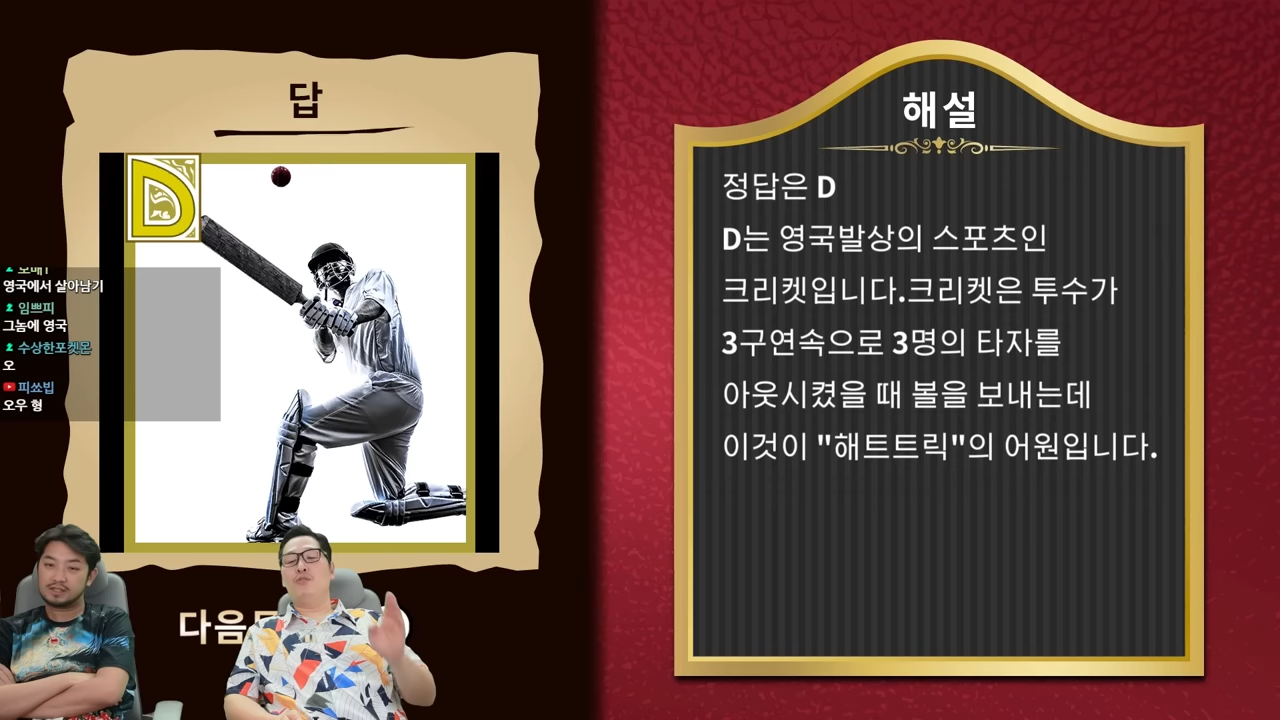 답
D
영국에서 살아남기
임쁘피
그놈에 영국
수상한포켓몬
오
피쏘빕
오우 형
다음
해설
정답은 D
D는 영국발상의 스포츠인
크리켓입니다.크리켓은 투수가
3구연속으로 3명의 타자를
아웃시켰을 때 볼을 보내는데
이것이 "해트트릭"의 어원입니다.